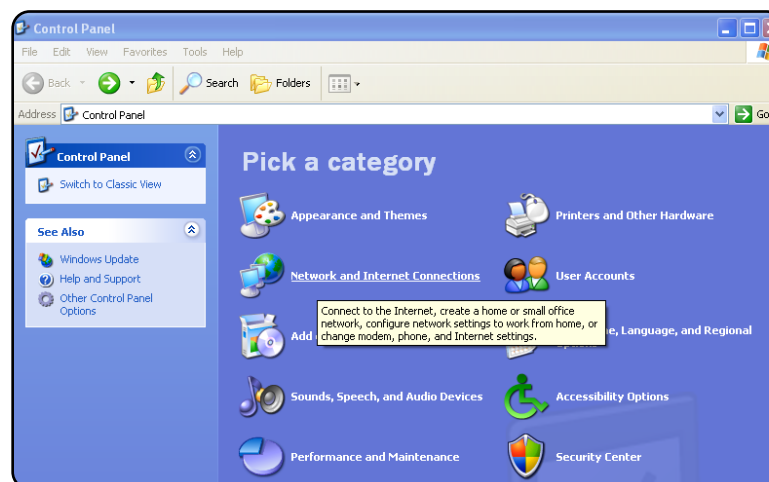 Control Panel
File Edit View Favorites Tools Help
Back Search Folders
Address Control Panel Go
Control Panel
Switch to Classic View
See Also
Windows Update
Help and Support
Other Control Panel
Options
Pick a category
Appearance and Themes
Printers and Other Hardware
Network and Internet Connections
User Accounts
Connect to the Internet, create a home or small office
network, configure network settings to work from home, or
change modem, phone, and Internet settings.
Add
Language, and Regional
Sounds, Speech, and Audio Devices
Accessibility Options
Performance and Maintenance
Security Center